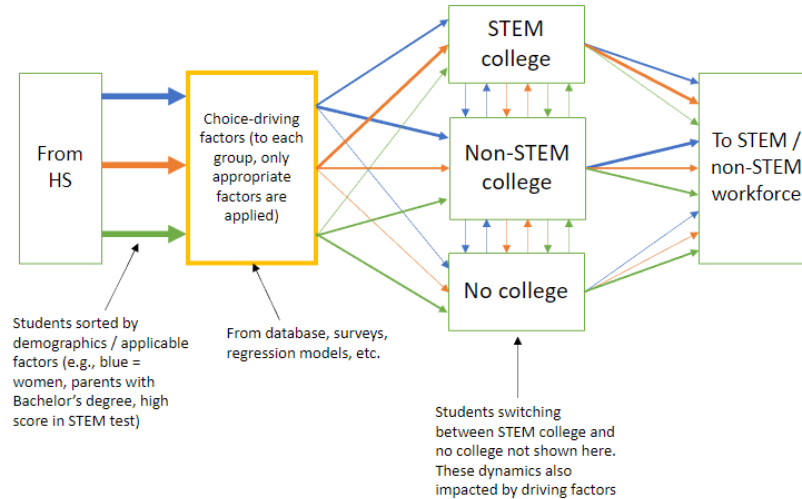 From
HS
Choice-driving
factors (to each
group, only
appropriate
factors are
applied)
STEM
college
Non-STEM
college
No college
To STEM /
non-STEM
workforce
Students sorted by
demographics / applicable
factors (e.g., blue =
women, parents with
Bachelor's degree, high
score in STEM test)
From database, surveys,
regression models, etc.
Students switching
between STEM college and
no college not shown here.
These dynamics also
impacted by driving factors